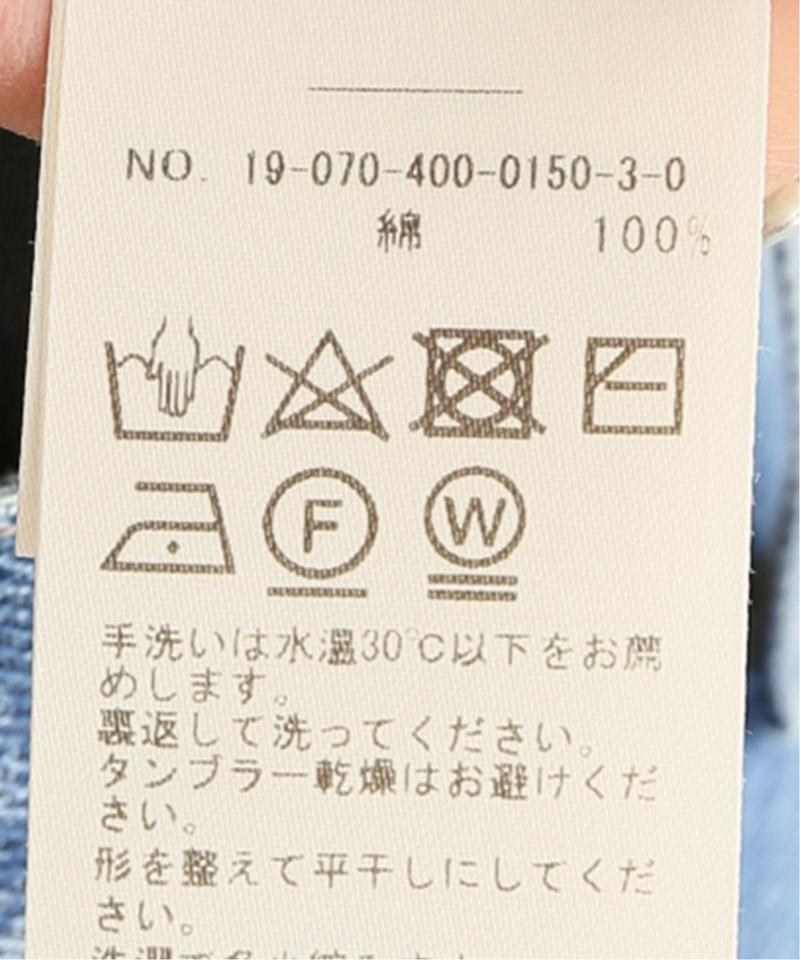 NO. 19-070-400-0150-3-0
綿 100%
F W
手洗いは水温30℃以下をお薦
めします。
裏返して洗ってください。
タンブラー乾燥はお避けくだ
さい。
形を整えて平干しにしてくだ
さい。